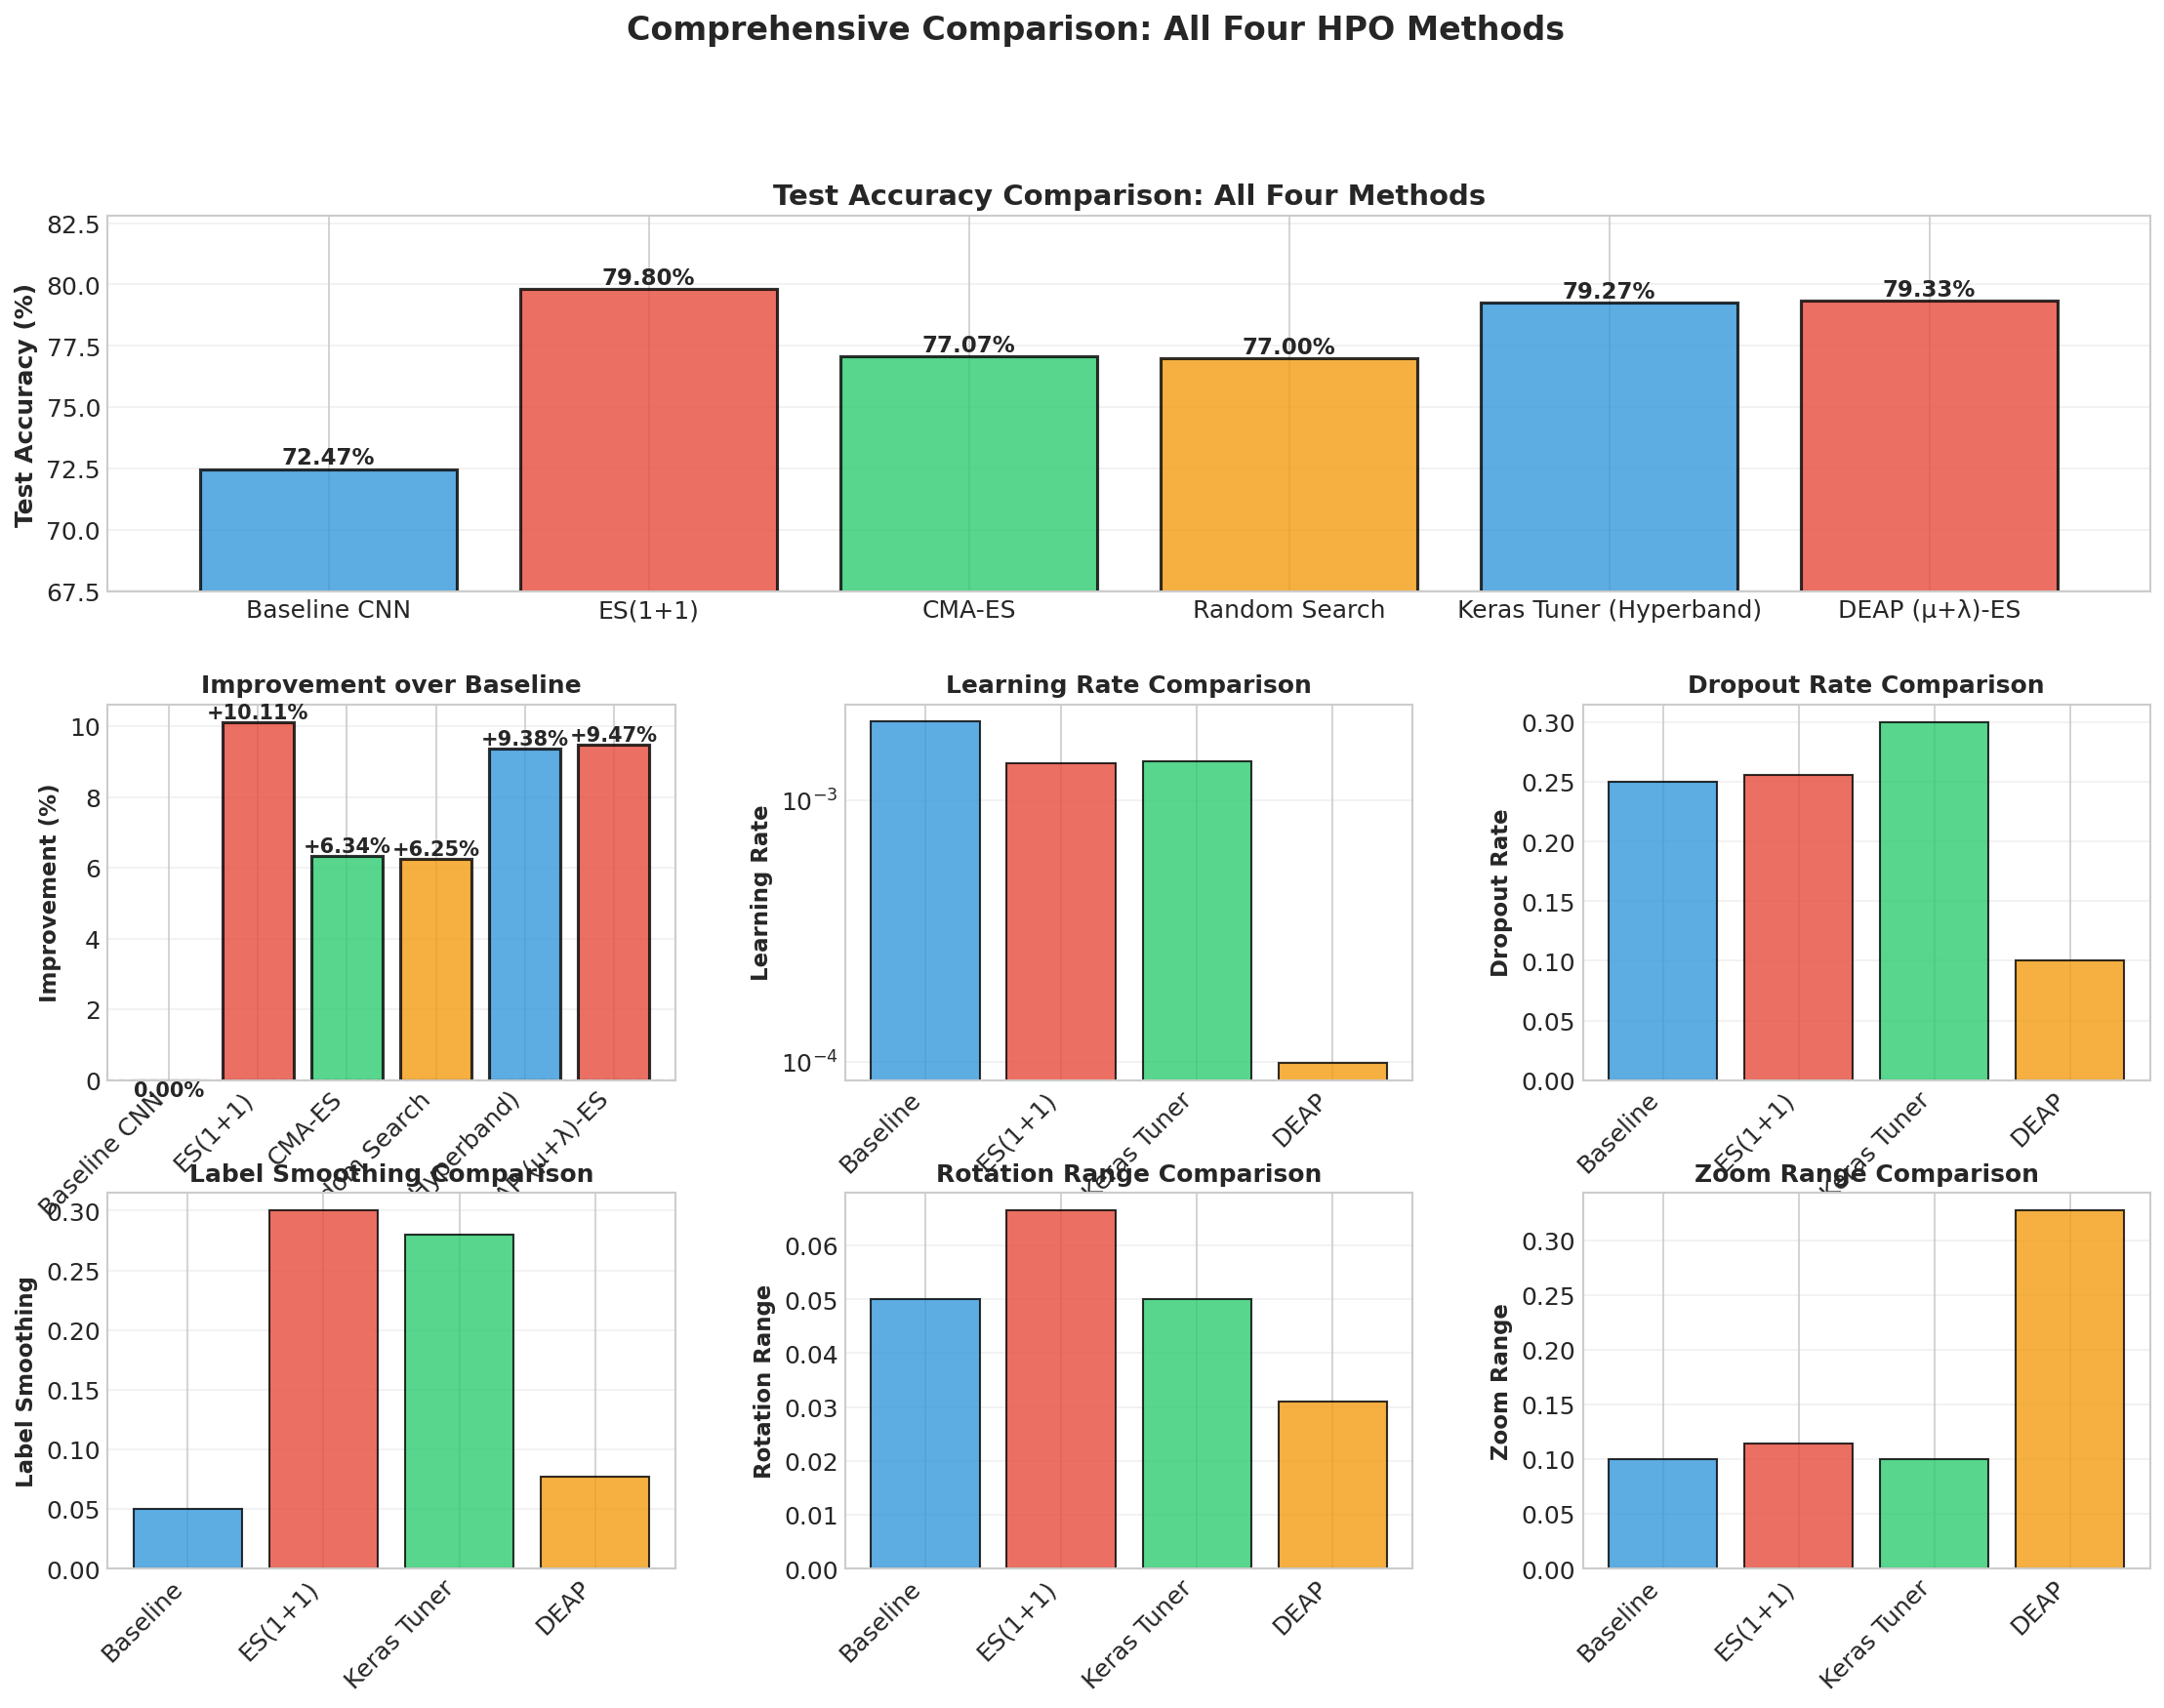 Comprehensive Comparison: All Four HPO Methods
Test Accuracy Comparison: All Four Methods
Test Accuracy (%)
82.5
80.0
77.5
75.0
72.5
70.0
67.5
72.47%
79.80%
77.07%
77.00%
79.27%
79.33%
Baseline CNN
ES(1+1)
CMA-ES
Random Search
Keras Tuner (Hyperband)
DEAP (μ+λ)-ES
Improvement over Baseline
Improvement (%)
10
8
6
4
2
0
0.00%
+10.11%
+6.34%
+6.25%
+9.38%
+9.47%
Baseline CNN
ES(1+1)
CMA-ES
Search
Hyperband)
(μ+λ)-ES
Learning Rate Comparison
Learning Rate
10⁻³
10⁻⁴
Baseline
ES(1+1)
Keras Tuner
DEAP
Dropout Rate Comparison
Dropout Rate
0.30
0.25
0.20
0.15
0.10
0.05
0.00
Baseline
ES(1+1)
Keras Tuner
DEAP
Label Smoothing Comparison
Label Smoothing
0.30
0.25
0.20
0.15
0.10
0.05
0.00
Baseline
ES(1+1)
Keras Tuner
DEAP
Rotation Range Comparison
Rotation Range
0.06
0.05
0.04
0.03
0.02
0.01
0.00
Baseline
ES(1+1)
Keras Tuner
DEAP
Zoom Range Comparison
Zoom Range
0.30
0.25
0.20
0.15
0.10
0.05
0.00
Baseline
ES(1+1)
Keras Tuner
DEAP